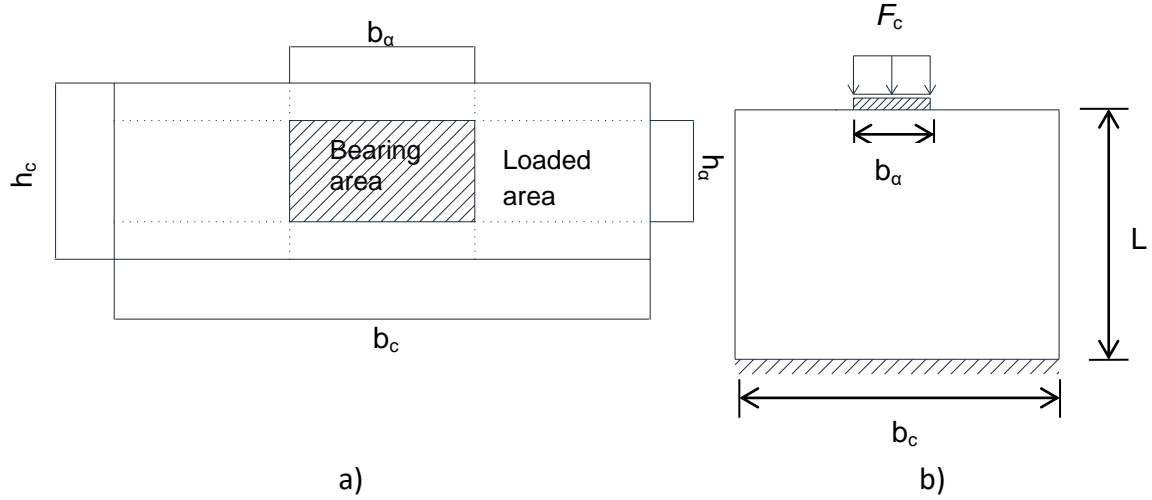 bα
Bearing
area
Loaded
area
hc
hα
bc
a)
Fc
bα
L
bc
b)